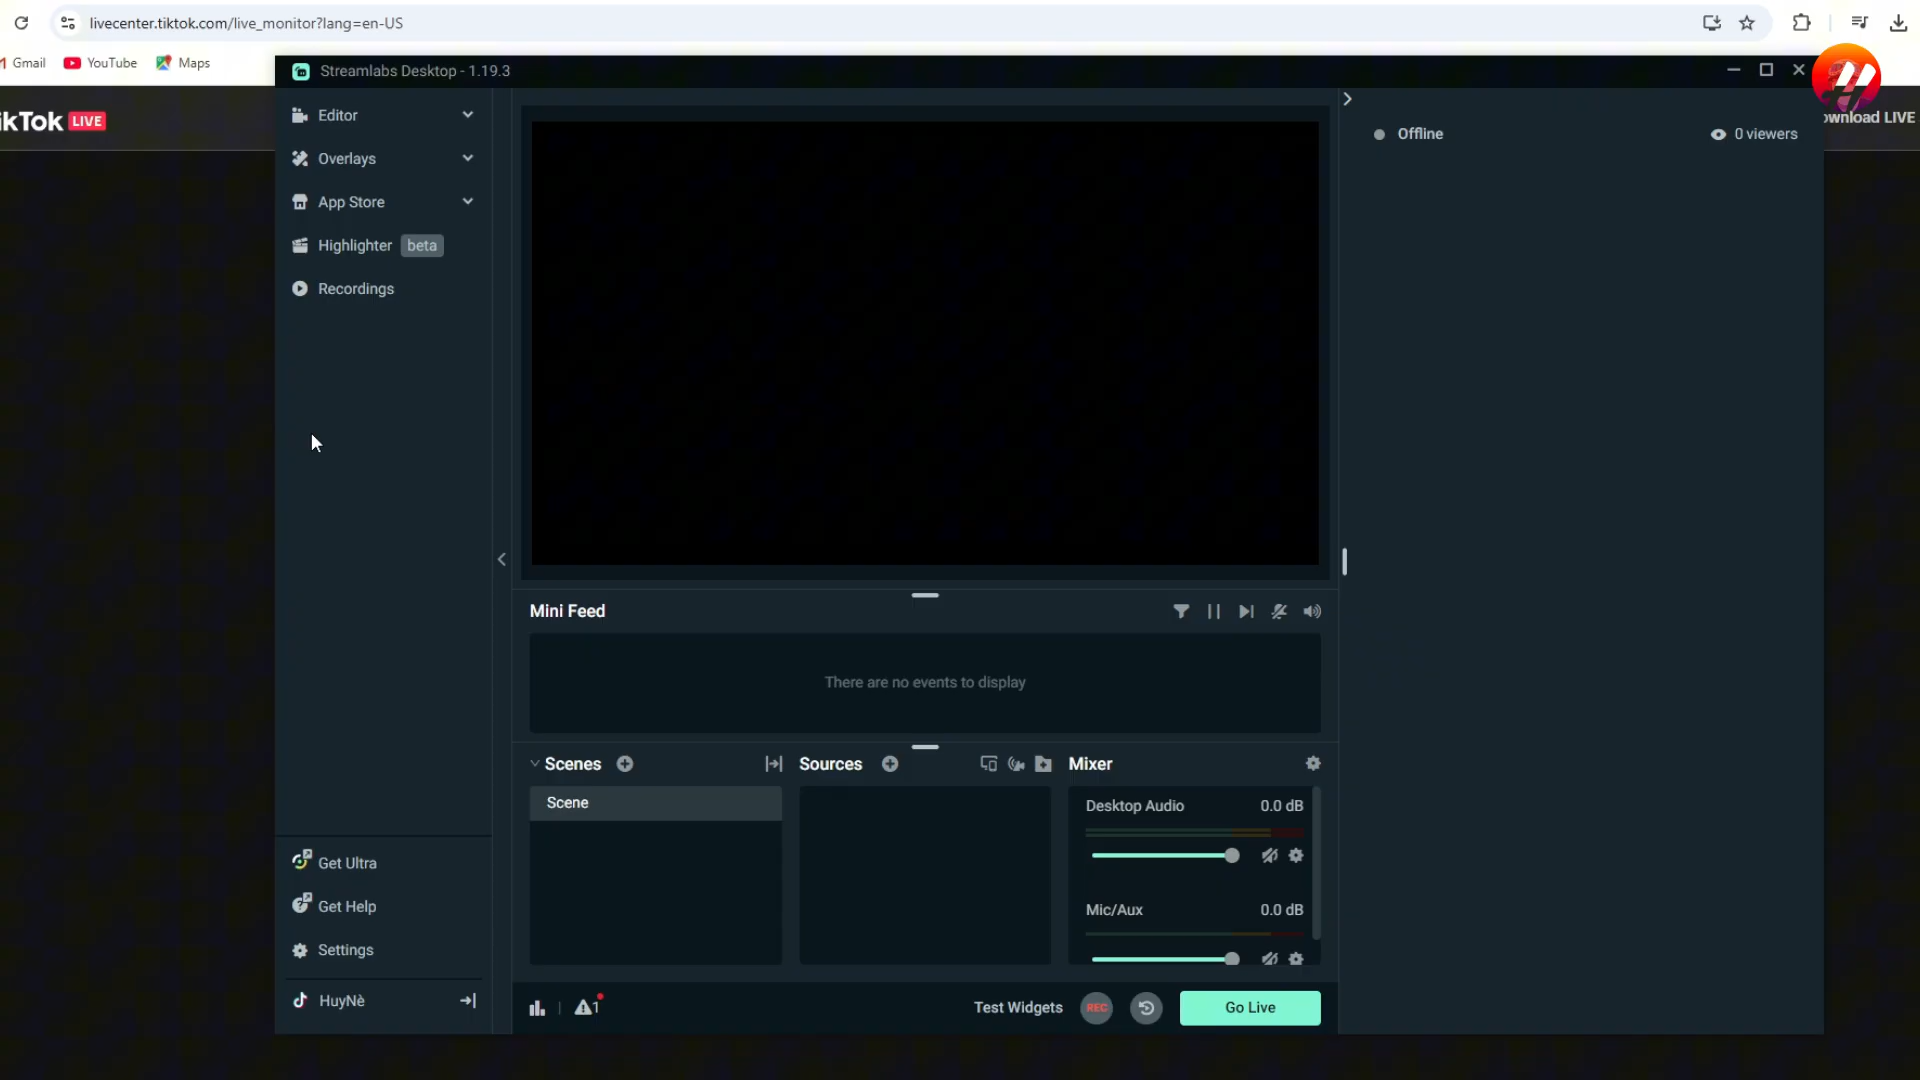 livecenter.tiktok.com/live_monitor?lang=en-US
Gmail YouTube Maps
Streamlabs Desktop - 1.19.3
ikTok LIVE
ownload LIVE
Editor
Overlays
App Store
Highlighter beta
Recordings
Offline 0 viewers
Mini Feed
There are no events to display
Scenes Sources Mixer
Scene
Desktop Audio 0.0 dB
Mic/Aux 0.0 dB
Get Ultra
Get Help
Settings
HuyNè
1 Test Widgets REC Go Live